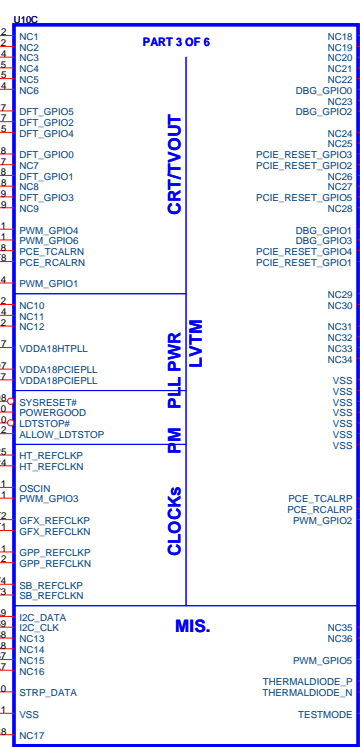 U10C
PART 3 OF 6
NC1
NC2
NC3
NC4
NC5
NC6
DFT_GPIO5
DFT_GPIO2
DFT_GPIO4
DFT_GPIO0
NC7
DFT_GPIO1
NC8
DFT_GPIO3
NC9
PWM_GPIO4
PWM_GPIO6
PCE_TCALRN
PCE_RCALRN
PWM_GPIO1
NC10
NC11
NC12
VDDA18HTPLL
VDDA18PCIEPLL
VDDA18PCIEPLL
SYSRESET#
POWERGOOD
LDTSTOP#
ALLOW_LDTSTOP
HT_REFCLKP
HT_REFCLKN
OSCIN
PWM_GPIO3
GFX_REFCLKP
GFX_REFCLKN
GPP_REFCLKP
GPP_REFCLKN
SB_REFCLKP
SB_REFCLKN
I2C_DATA
I2C_CLK
NC13
NC14
NC15
NC16
STRP_DATA
VSS
NC17
CRT/TVOUT
PLL PWR
LVTM
PM
CLOCKs
MIS.
NC18
NC19
NC20
NC21
NC22
DBG_GPIO0
NC23
DBG_GPIO2
NC24
NC25
PCIE_RESET_GPIO3
PCIE_RESET_GPIO2
NC26
NC27
PCIE_RESET_GPIO5
NC28
DBG_GPIO1
DBG_GPIO3
PCIE_RESET_GPIO4
PCIE_RESET_GPIO1
NC29
NC30
NC31
NC32
NC33
NC34
VSS
VSS
VSS
VSS
VSS
VSS
VSS
PCE_TCALRP
PCE_RCALRP
PWM_GPIO2
NC35
NC36
PWM_GPIO5
THERMALDIODE_P
THERMALDIODE_N
TESTMODE